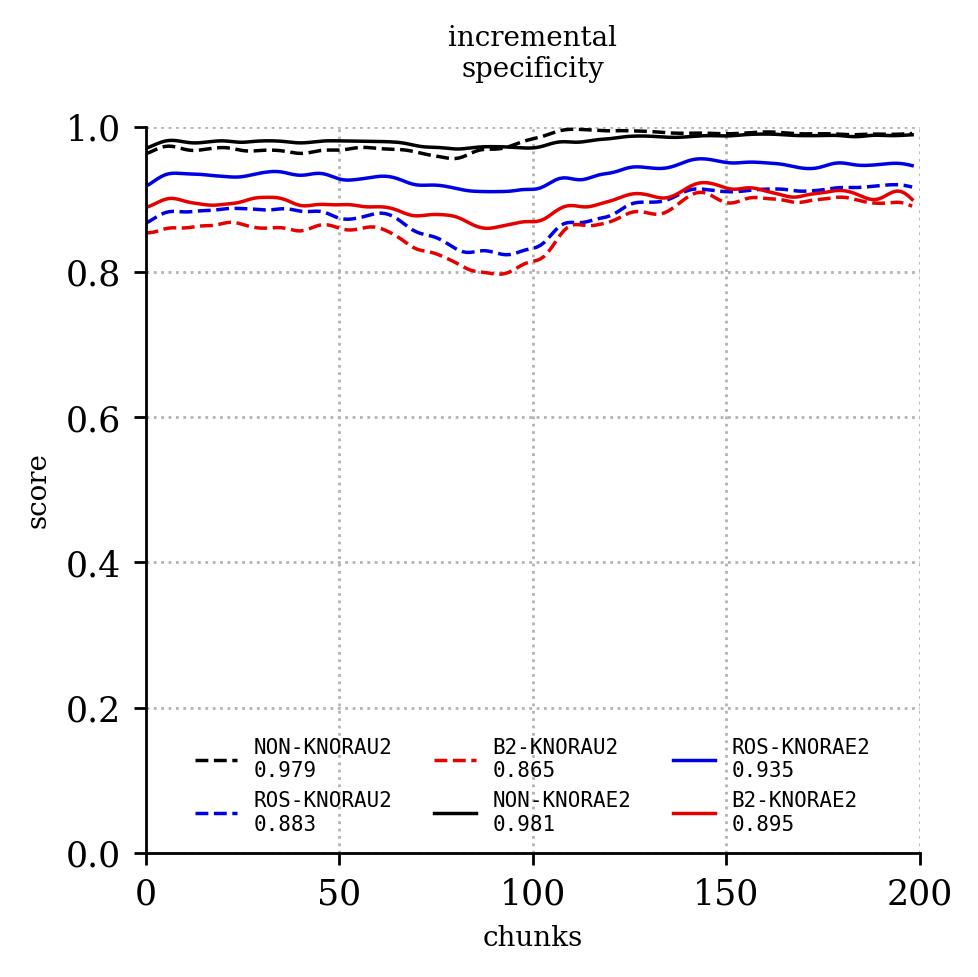 incremental
specificity
1.0
0.8
0.6
0.4
0.2
0.0
score
NON-KNORAU2
0.979
ROS-KNORAU2
0.883
B2-KNORAU2
0.865
NON-KNORAE2
0.981
ROS-KNORAE2
0.935
B2-KNORAE2
0.895
0 50 100 150 200
chunks